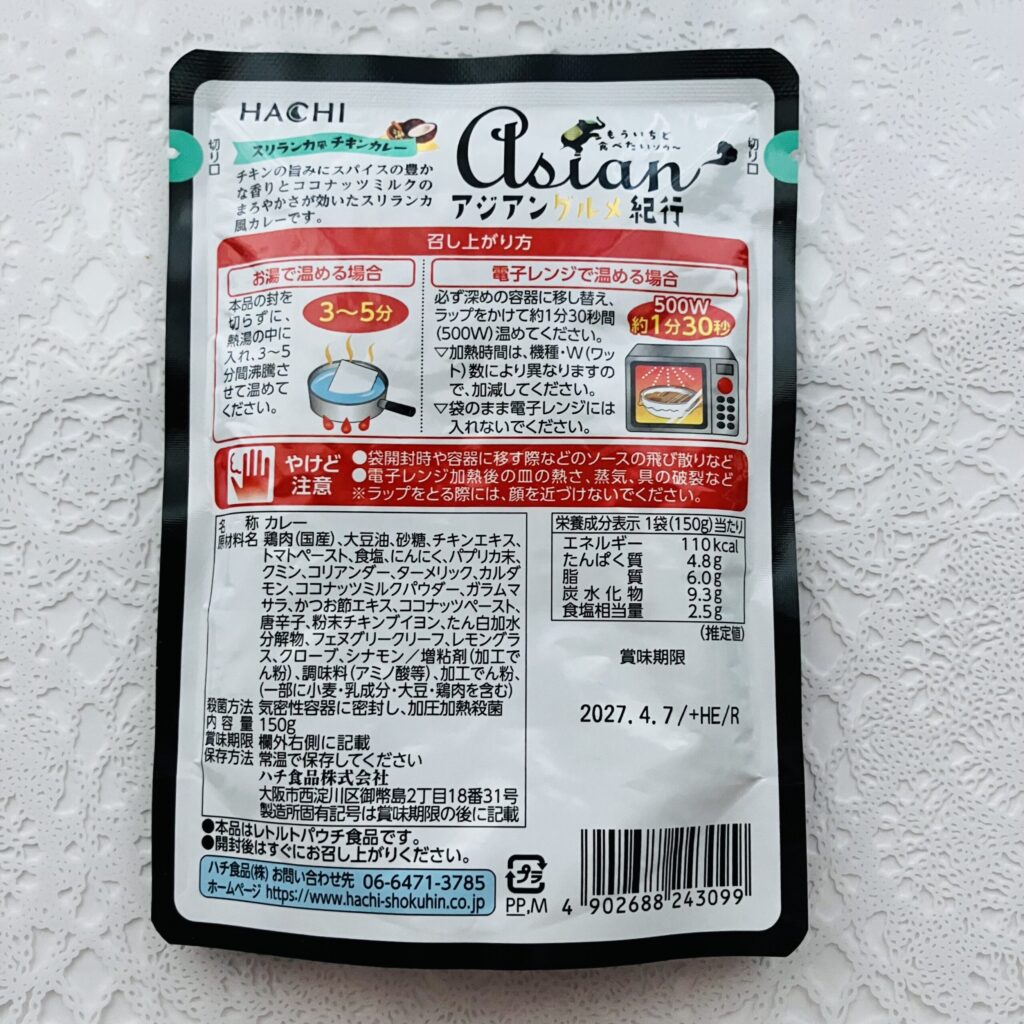 HACHI
スリランカ風チキンカレー
チキンの旨みにスパイスの豊か
な香りとココナッツミルクの
まろやかさが効いたスリランカ
風カレーです。
もういちど
食べたいソウ〜
Asian
アジアングルメ紀行
切り口
切り口
召し上がり方
お湯で温める場合
本品の封を
切らずに、
熱湯の中に
入れ、3〜5
分間沸騰さ
せて温めて
ください。
3〜5分
電子レンジで温める場合
必ず深めの容器に移し替え、
ラップをかけて約1分30秒間
(500W)温めてください。
▽加熱時間は、機種・W(ワッ
ト)数により異なりますの
で、加減してください。
▽袋のまま電子レンジには
入れないでください。
500W
約1分30秒
やけど
注意
●袋開封時や容器に移す際などのソースの飛び散りなど
●電子レンジ加熱後の皿の熱さ、蒸気、具の破裂など
※ラップをとる際には、顔を近づけないでください。
名称 カレー
原材料名 鶏肉(国産)、大豆油、砂糖、チキンエキス、
トマトペースト、食塩、にんにく、パプリカ末、
クミン、コリアンダー、ターメリック、カルダ
モン、ココナッツミルクパウダー、ガラムマ
サラ、かつお節エキス、ココナッツペースト、
唐辛子、粉末チキンブイヨン、たん白加水
分解物、フェヌグリークリーフ、レモングラ
ス、クローブ、シナモン/増粘剤(加工で
ん粉)、調味料(アミノ酸等)、加工でん粉、
(一部に小麦・乳成分・大豆・鶏肉を含む)
殺菌方法 気密性容器に密封し、加圧加熱殺菌
内容量 150g
賞味期限 欄外右側に記載
保存方法 常温で保存してください
ハチ食品株式会社
大阪市西淀川区御幣島2丁目18番31号
製造所固有記号は賞味期限の後に記載
栄養成分表示 1袋(150g)当たり
エネルギー 110kcal
たんぱく質 4.8g
脂質 6.0g
炭水化物 9.3g
食塩相当量 2.5g
(推定値)
賞味期限
2027.4.7/+HE/R
●本品はレトルトパウチ食品です。
●開封後はすぐにお召し上がりください。
ハチ食品(株) お問い合わせ先 06-6471-3785
ホームページ https://www.hachi-shokuhin.co.jp
プラ
PP,M
4 902688 243099